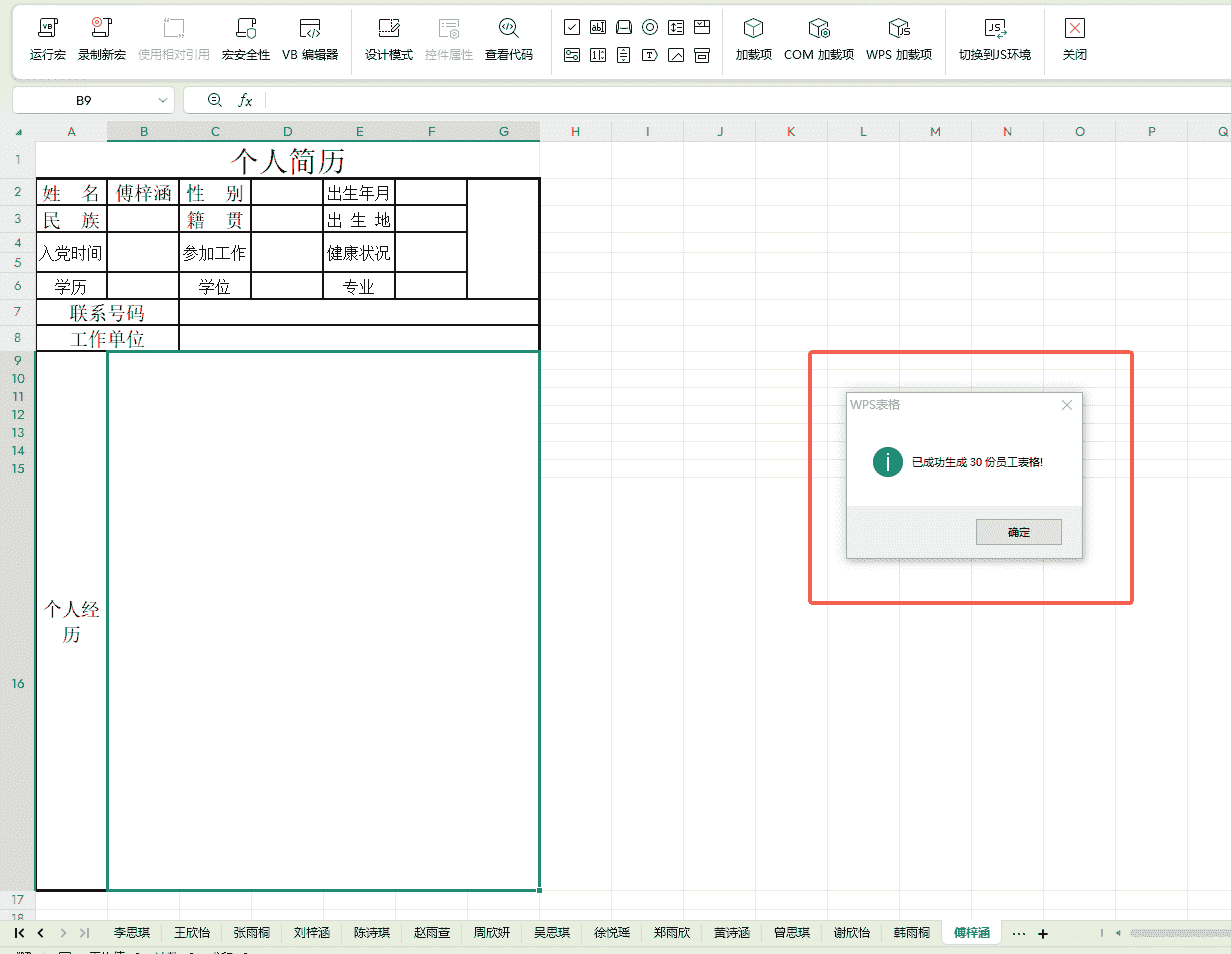 运行宏 录制新宏 使用相对引用 宏安全性 VB 编辑器 设计模式 控件属性 查看代码 加载项 COM 加载项 WPS 加载项 切换到JS环境 关闭
B9 fx
A B C D E F G H I J K L M N O P Q
1 个人简历
2 姓 名 傅梓涵 性 别 出生年月
3 民 族 籍 贯 出 生 地
4
入党时间 参加工作 健康状况
5
6 学历 学位 专业
7 联系号码
8 工作单位
9
10
11
12
13
14
15
个人经
历
16
17
18
WPS表格
已成功生成 30 份员工表格!
确定
李思琪 王欣怡 张雨桐 刘梓涵 陈诗琪 赵雨萱 周欣妍 吴思琪 徐悦瑶 郑雨欣 黄诗涵 曾思琪 谢欣怡 韩雨桐 傅梓涵 ··· +